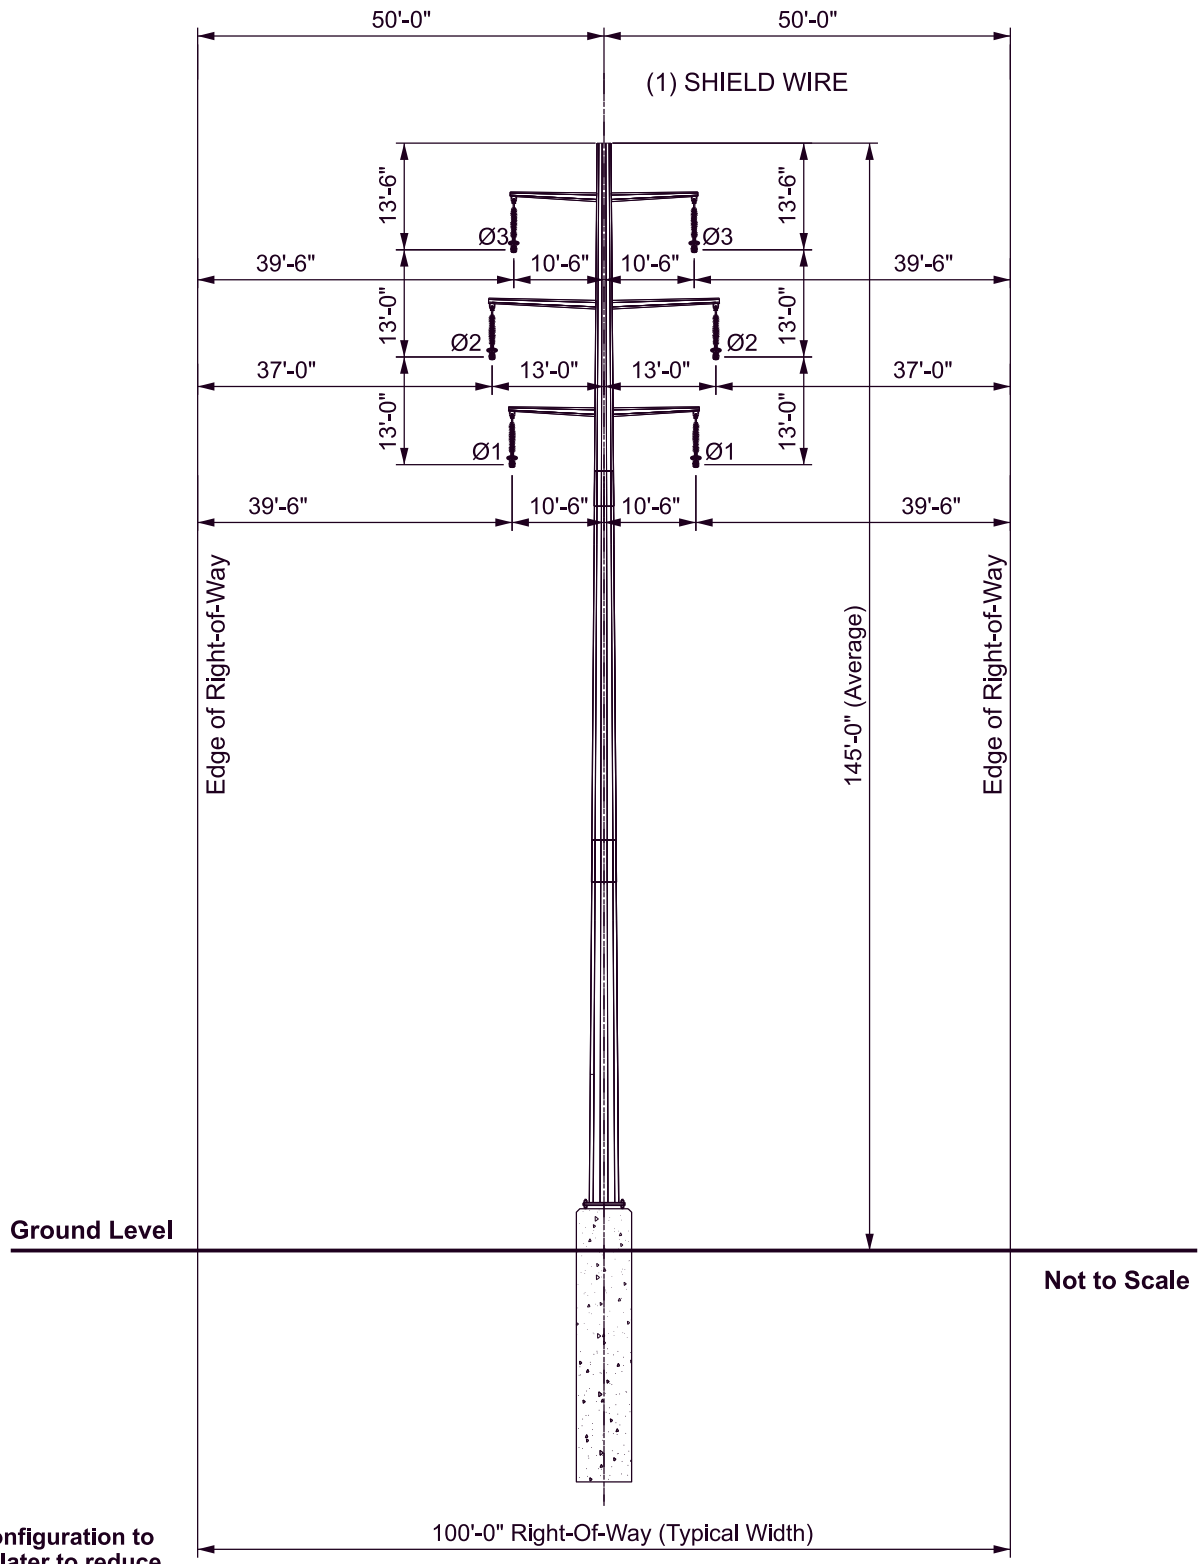 50'-0" 50'-0"
(1) SHIELD WIRE
13'-6" 13'-6"
Ø3 Ø3
39'-6" 10'-6" 10'-6" 39'-6"
13'-0" 13'-0"
Ø2 Ø2
37'-0" 13'-0" 13'-0" 37'-0"
13'-0" 13'-0"
Ø1 Ø1
39'-6" 10'-6" 10'-6" 39'-6"
Edge of Right-of-Way
145'-0" (Average)
Edge of Right-of-Way
Ground Level
Not to Scale
100'-0" Right-Of-Way (Typical Width)
onfiguration to
later to reduce